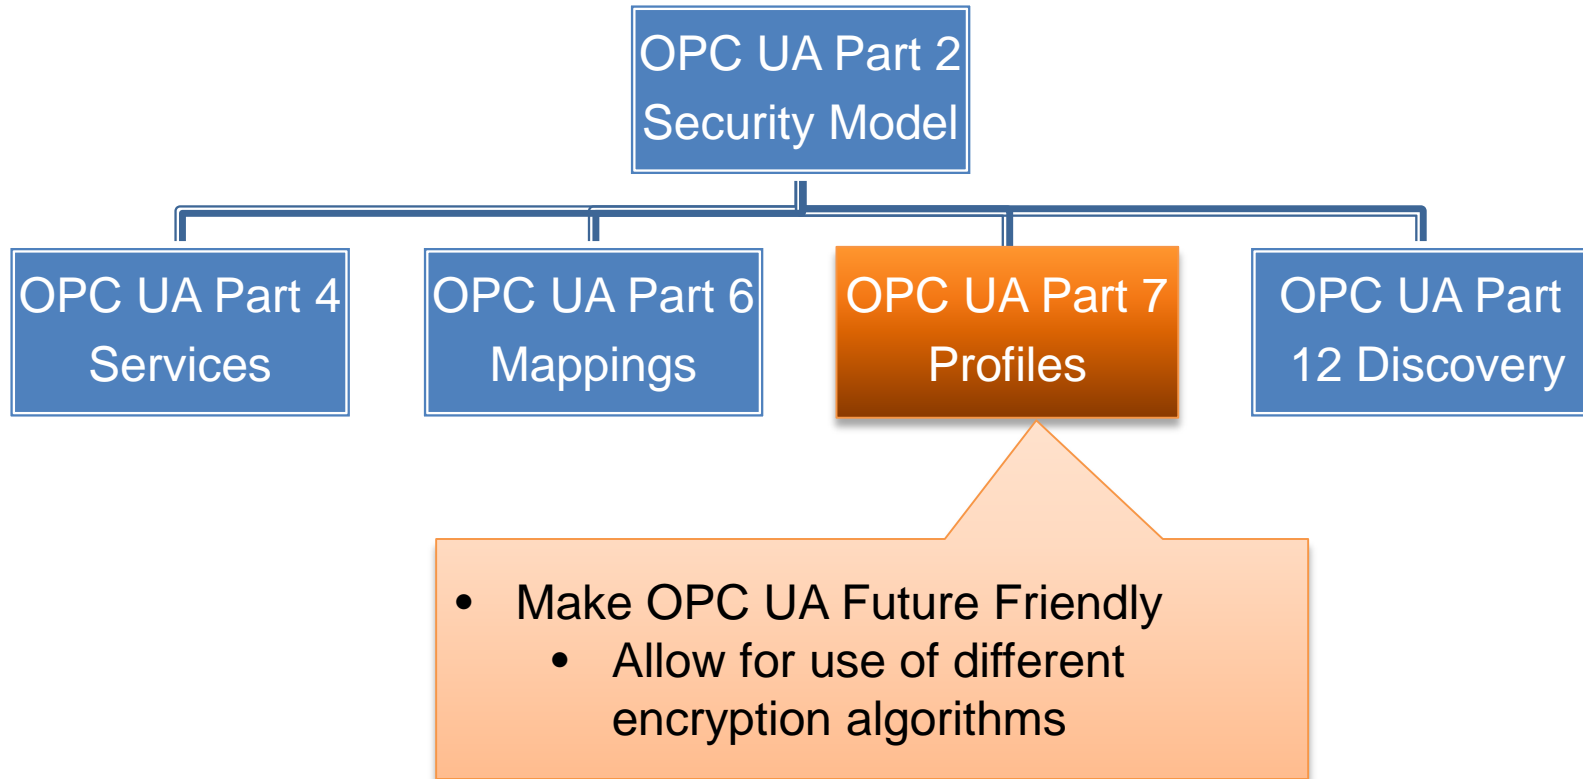 OPC UA Part 2
Security Model
OPC UA Part 4
Services
OPC UA Part 6
Mappings
OPC UA Part 7
Profiles
OPC UA Part
12 Discovery
• Make OPC UA Future Friendly
• Allow for use of different
encryption algorithms